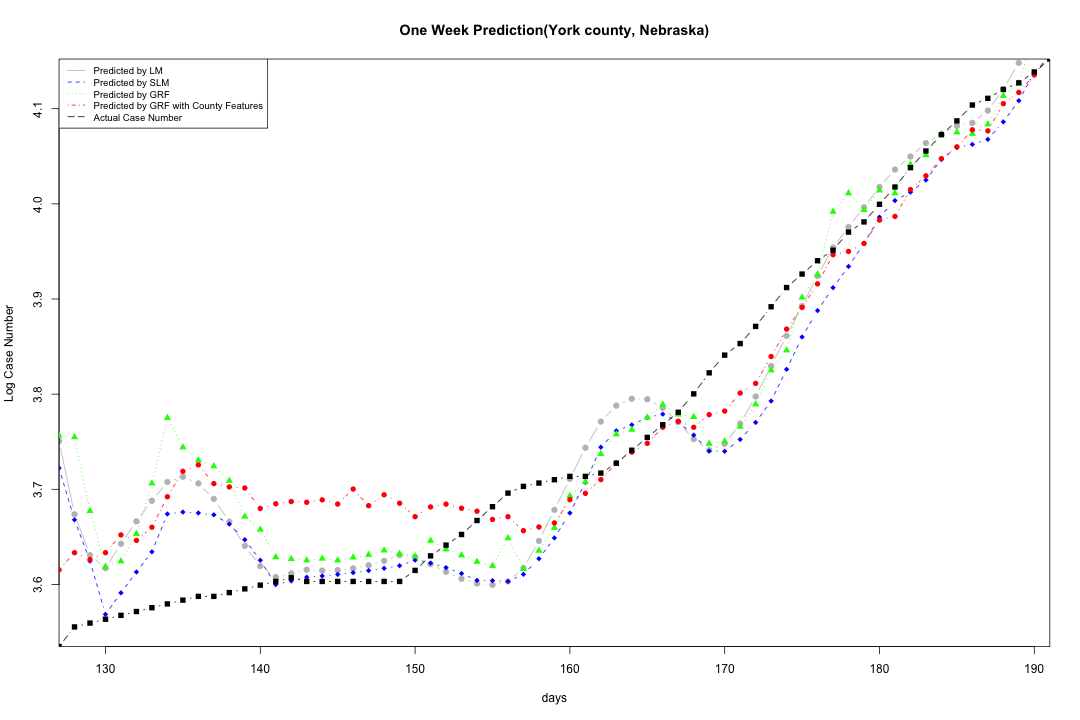 One Week Prediction(York county, Nebraska)
Predicted by LM
Predicted by SLM
Predicted by GRF
Predicted by GRF with County Features
Actual Case Number
4.1
4.0
3.9
3.8
3.7
3.6
Log Case Number
130 140 150 160 170 180 190
days